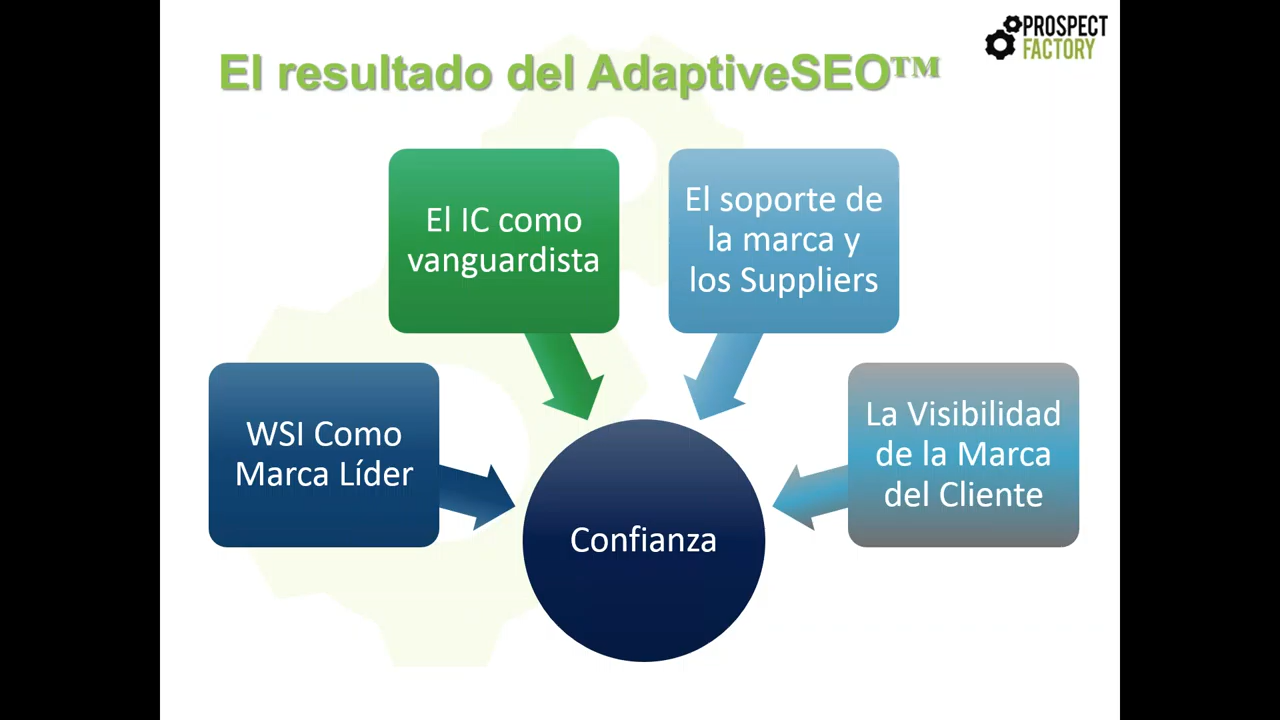 PROSPECT
FACTORY
El resultado del AdaptiveSEO™
El IC como
vanguardista
El soporte de
la marca y
los Suppliers
WSI Como
Marca Líder
La Visibilidad
de la Marca
del Cliente
Confianza